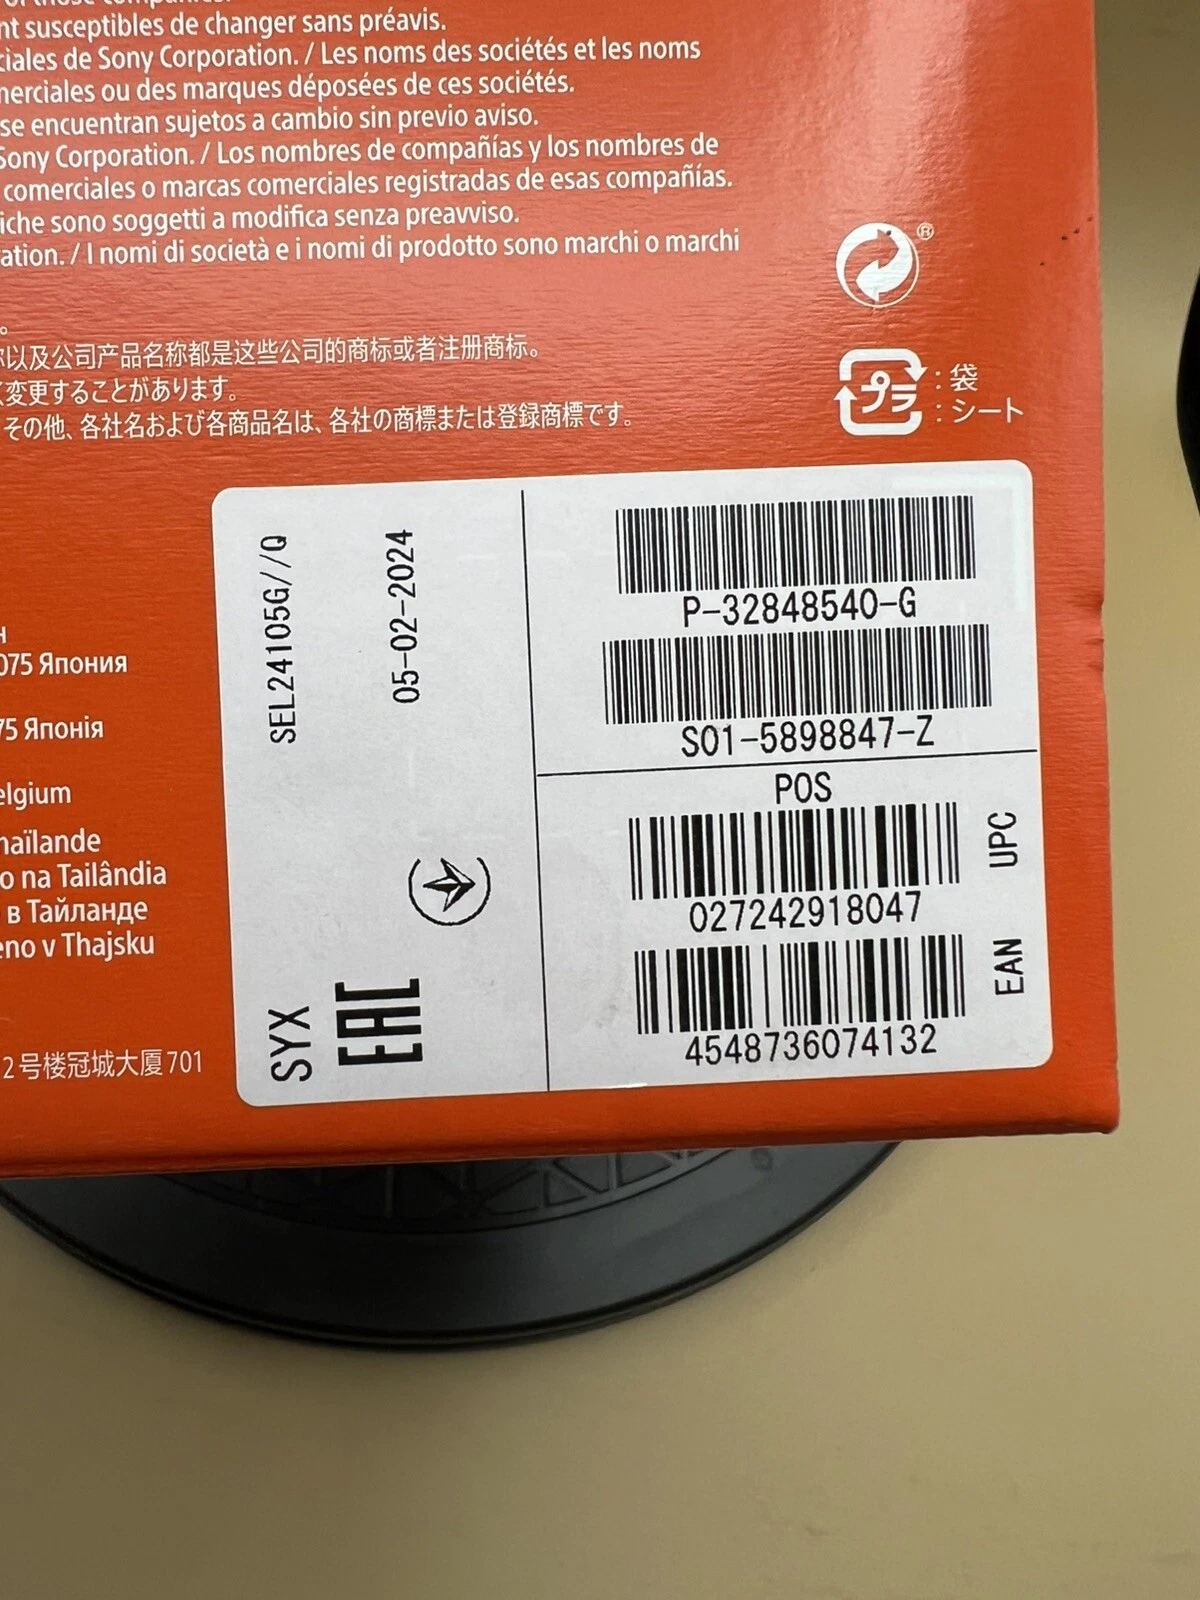 of those companies.
nt susceptibles de changer sans préavis.
ciales de Sony Corporation. / Les noms des sociétés et les noms
merciales ou des marques déposées de ces sociétés.
se encuentran sujetos a cambio sin previo aviso.
Sony Corporation. / Los nombres de compañías y los nombres de
comerciales o marcas comerciales registradas de esas compañías.
iche sono soggetti a modifica senza preavviso.
ation. / I nomi di società e i nomi di prodotto sono marchi o marchi
。
以及公司产品名称都是这些公司的商标或者注册商标。
変更することがあります。
その他、各社名および各商品名は、各社の商標または登録商標です。
®
プラ
: 袋
: シート
н
075 Япония
75 Японія
elgium
haïlande
o na Tailândia
в Тайланде
eno v Thajsku
2号楼冠城大厦701
SEL24105G//Q
05-02-2024
SYX
EAC
P-32848540-G
S01-5898847-Z
POS
027242918047
UPC
4548736074132
EAN